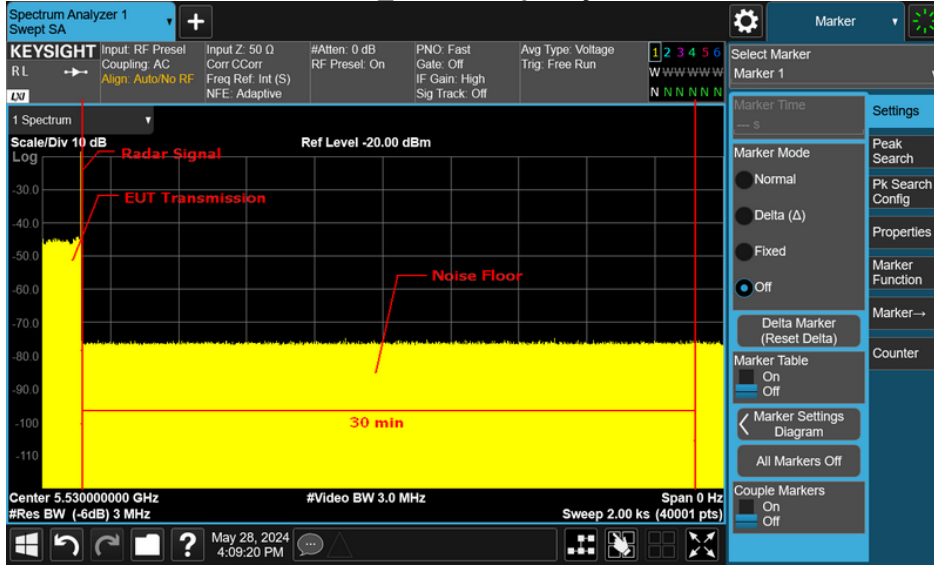 Spectrum Analyzer 1
Swept SA
+
Marker
KEYSIGHT
RL
LXI
Input: RF Presel
Coupling: AC
Align: Auto/No RF
Input Z: 50 Ω
Corr CCorr
Freq Ref: Int (S)
NFE: Adaptive
#Atten: 0 dB
RF Presel: On
PNO: Fast
Gate: Off
IF Gain: High
Sig Track: Off
Avg Type: Voltage
Trig: Free Run
1 2 3 4 5 6
W W W W W W
N N N N N N
Select Marker
Marker 1
1 Spectrum
Scale/Div 10 dB
Ref Level -20.00 dBm
Log
-30.0
-40.0
-50.0
-60.0
-70.0
-80.0
-90.0
-100
-110
Radar Signal
EUT Transmission
Noise Floor
30 min
Center 5.530000000 GHz
#Video BW 3.0 MHz
Span 0 Hz
#Res BW (-6dB) 3 MHz
Sweep 2.00 ks (40001 pts)
Marker Time
--- s
Marker Mode
Normal
Delta (Δ)
Fixed
Off
Delta Marker
(Reset Delta)
Marker Table
On
Off
Marker Settings
Diagram
All Markers Off
Couple Markers
On
Off
Settings
Peak
Search
Pk Search
Config
Properties
Marker
Function
Marker→
Counter
?
May 28, 2024
4:09:20 PM